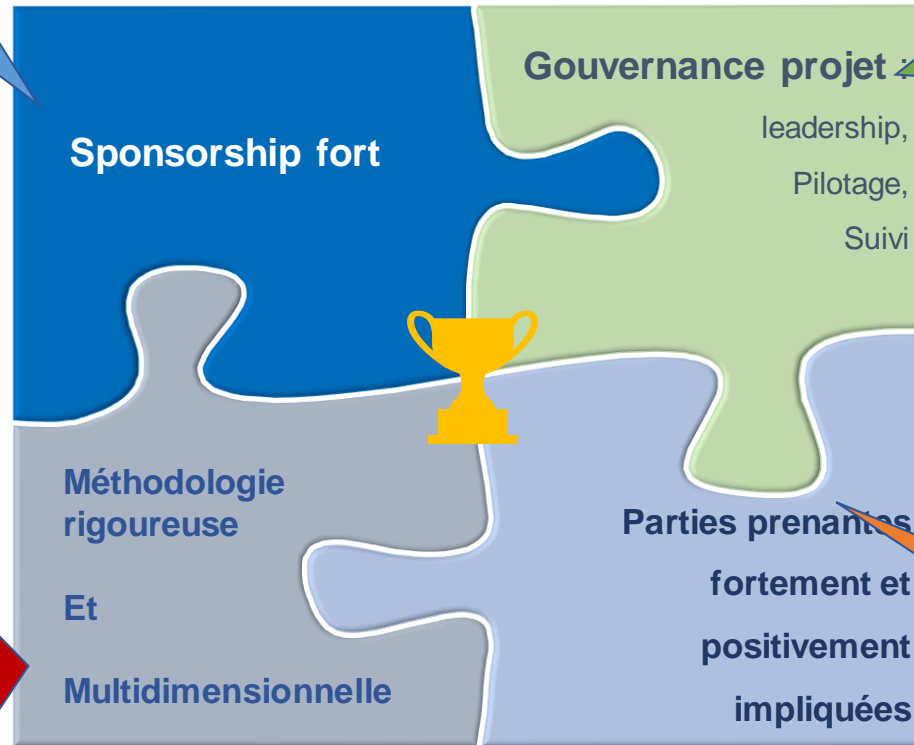 Sponsorship fort
Gouvernance projet :
leadership,
Pilotage,
Suivi
Méthodologie
rigoureuse
Et
Multidimensionnelle
Parties prenantes
fortement et
positivement
impliquées